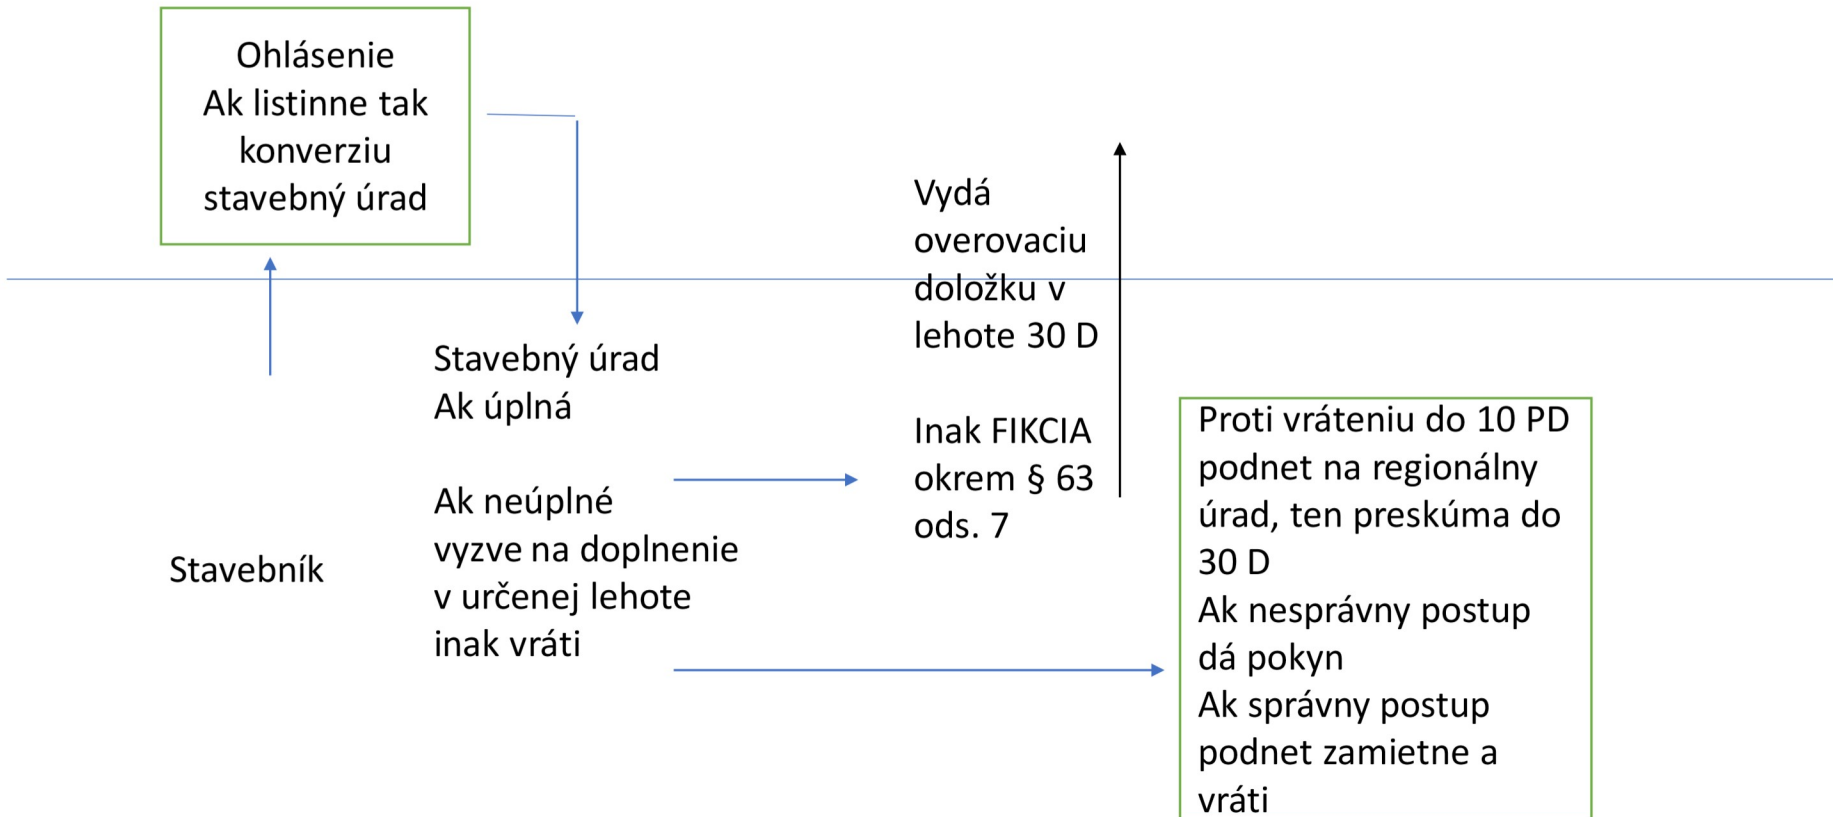 Ohlásenie
Ak listinne tak
konverziu
stavebný úrad
Stavebník
Stavebný úrad
Ak úplná
Ak neúplné
vyzve na doplnenie
v určenej lehote
inak vráti
Vydá
overovaciu
doložku v
lehote 30 D
Inak FIKCIA
okrem § 63
ods. 7
Proti vráteniu do 10 PD
podnet na regionálny
úrad, ten preskúma do
30 D
Ak nesprávny postup
dá pokyn
Ak správny postup
podnet zamietne a
vráti